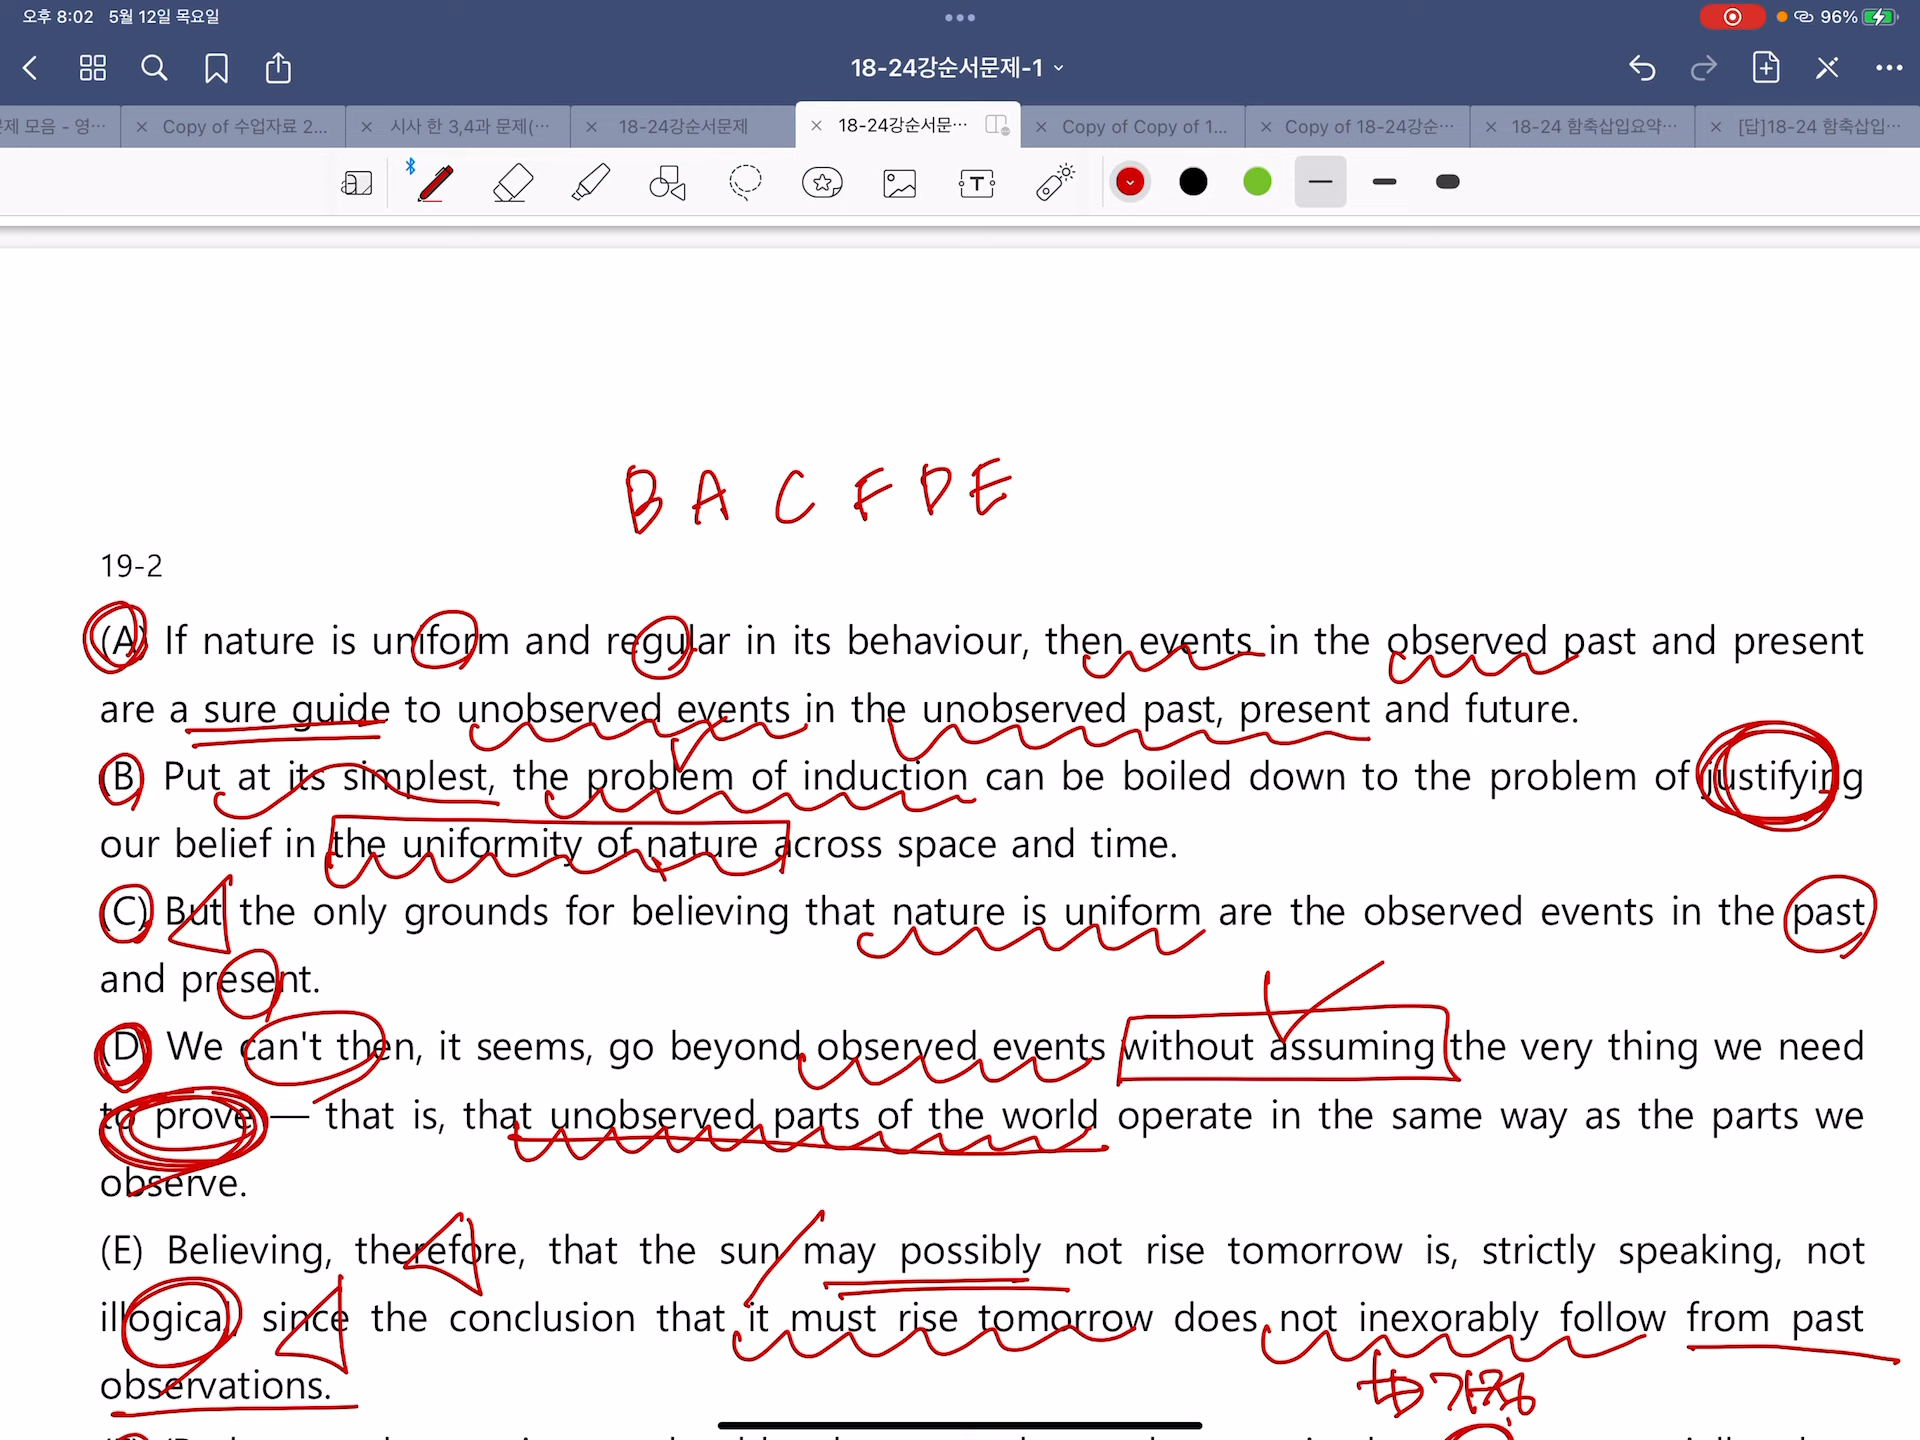 오후 8:02 5월 12일 목요일
96%
18-24강순서문제-1
문제 모음 - 영…
Copy of 수업자료 2...
시사 한 3,4과 문제(…
18-24강순서문제
18-24강순서문…
Copy of Copy of 1...
Copy of 18-24강순…
18-24 함축삽입요약…
[답]18-24 함축삽입…
B A C F D E
19-2
(A) If nature is uniform and regular in its behaviour, then events in the observed past and present
are a sure guide to unobserved events in the unobserved past, present and future.
(B) Put at its simplest, the problem of induction can be boiled down to the problem of justifying
our belief in the uniformity of nature across space and time.
(C) But the only grounds for believing that nature is uniform are the observed events in the past
and present.
(D) We can't then, it seems, go beyond observed events without assuming the very thing we need
to prove — that is, that unobserved parts of the world operate in the same way as the parts we
observe.
(E) Believing, therefore, that the sun may possibly not rise tomorrow is, strictly speaking, not
illogical, since the conclusion that it must rise tomorrow does not inexorably follow from past
observations.
가정